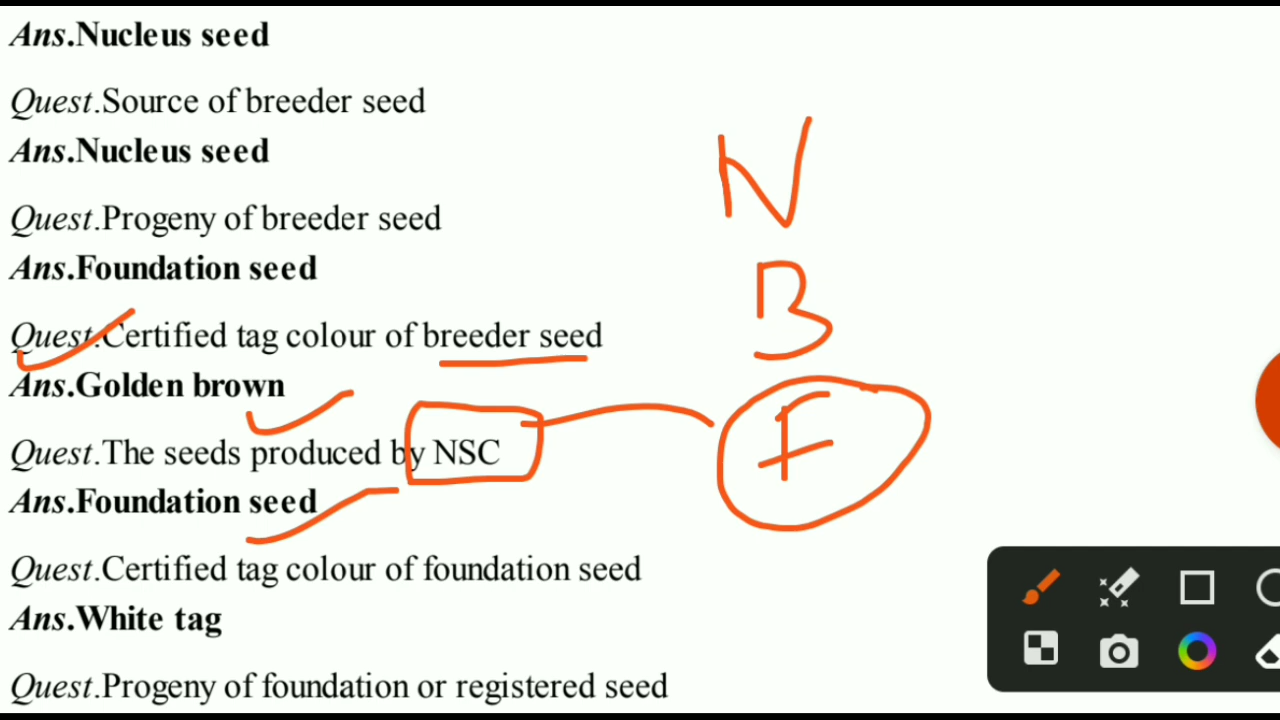 Ans.Nucleus seed
Quest.Source of breeder seed
Ans.Nucleus seed
Quest.Progeny of breeder seed
Ans.Foundation seed
Quest.Certified tag colour of breeder seed
Ans.Golden brown
Quest.The seeds produced by NSC
Ans.Foundation seed
Quest.Certified tag colour of foundation seed
Ans.White tag
Quest.Progeny of foundation or registered seed
N
B
F